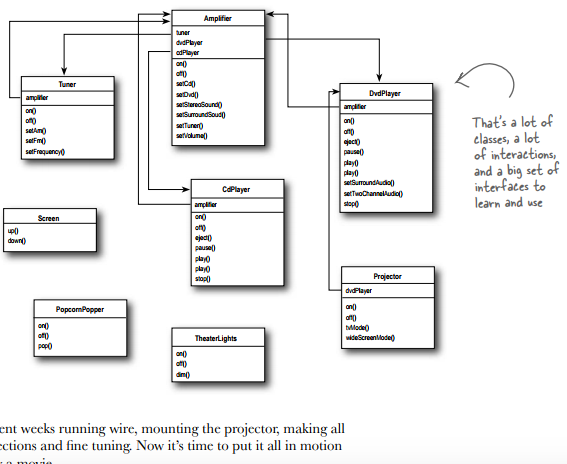 Amplifier
tuner
dvdPlayer
cdPlayer
on()
off()
setCd()
setDvd()
setStereoSound()
setSurroundSoud()
setTuner()
setVolume()
Tuner
amplifier
on()
off()
setAm()
setFm()
setFrequency()
DvdPlayer
amplifier
on()
off()
eject()
pause()
play()
play()
setSurroundAudio()
setTwoChannelAudio()
stop()
That's a lot of
classes, a lot
of interactions,
and a big set of
interfaces to
learn and use
CdPlayer
amplifier
on()
off()
eject()
pause()
play()
play()
stop()
Screen
up()
down()
Projector
dvdPlayer
on()
off()
tvMode()
wideScreenMode()
PopcornPopper
on()
off()
pop()
TheaterLights
on()
off()
dim()
ent weeks running wire, mounting the projector, making all
ections and fine tuning. Now it's time to put it all in motion
a movie